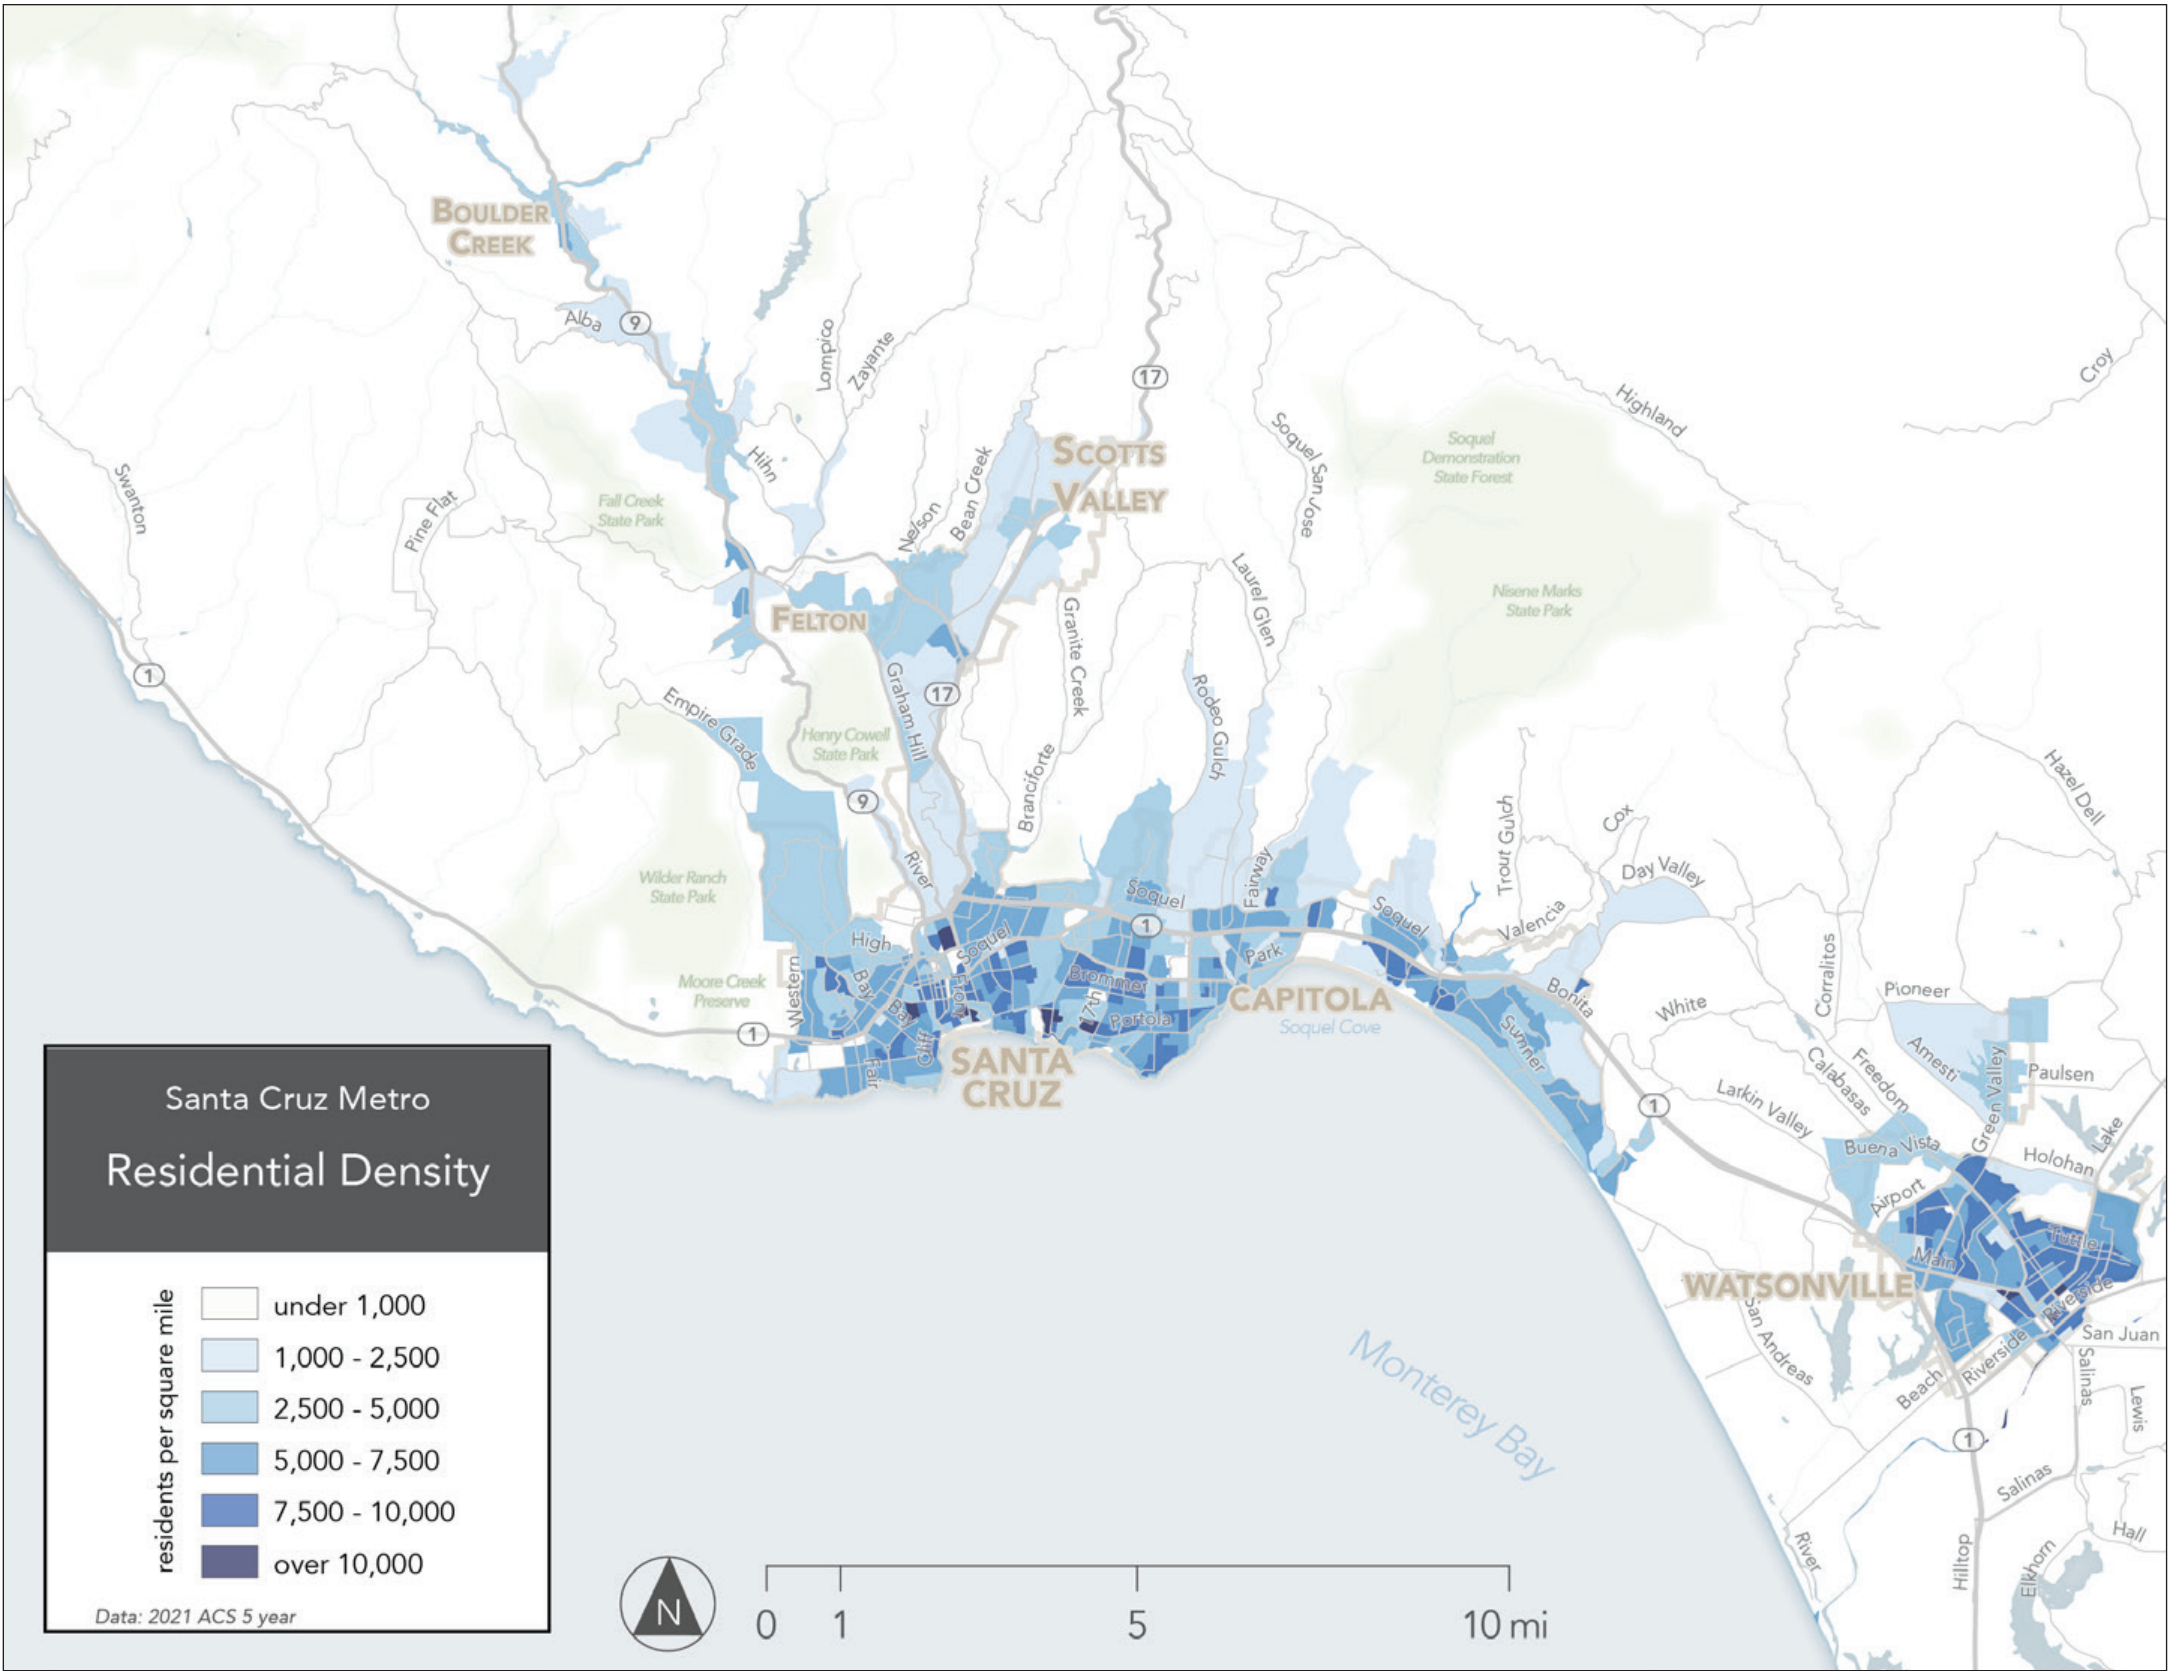 BOULDER
CREEK
Alba
9
Lompico
Zayante
17
Highland
Croy
Swanton
Pine Flat
Fall Creek
State Park
Hihn
Nelson
Bean Creek
SCOTTS
VALLEY
Soquel San Jose
Soquel
Demonstration
State Forest
Nisene Marks
State Park
FELTON
Laurel Glen
Granite Creek
1
Empire Grade
Henry Cowell
State Park
Graham Hill
17
Rodeo Gulch
Branciforte
9
River
Wilder Ranch
State Park
Soquel
Fairway
Trout Gulch
Cox
Day Valley
Hazel Dell
High
Soquel
1
Park
Soquel
Valencia
Moore Creek
Preserve
Western
Bay
Bay
Front
Brommer
17th
Portola
CAPITOLA
Soquel Cove
Bonita
White
Corralitos
Pioneer
1
Fair
Cliff
SANTA
CRUZ
Sumner
Amesti
Green Valley
Paulsen
Freedom
Calabasas
Larkin Valley
1
Buena Vista
Holohan
Lake
Airport
Main
Tuttle
WATSONVILLE
Riverside
San Juan
San Andreas
Beach
Riverside
Salinas
Lewis
1
Salinas
Hall
River
Hilltop
Elkhorn
Monterey Bay
Santa Cruz Metro
Residential Density
residents per square mile
under 1,000
1,000 - 2,500
2,500 - 5,000
5,000 - 7,500
7,500 - 10,000
over 10,000
Data: 2021 ACS 5 year
N
0 1 5 10 mi